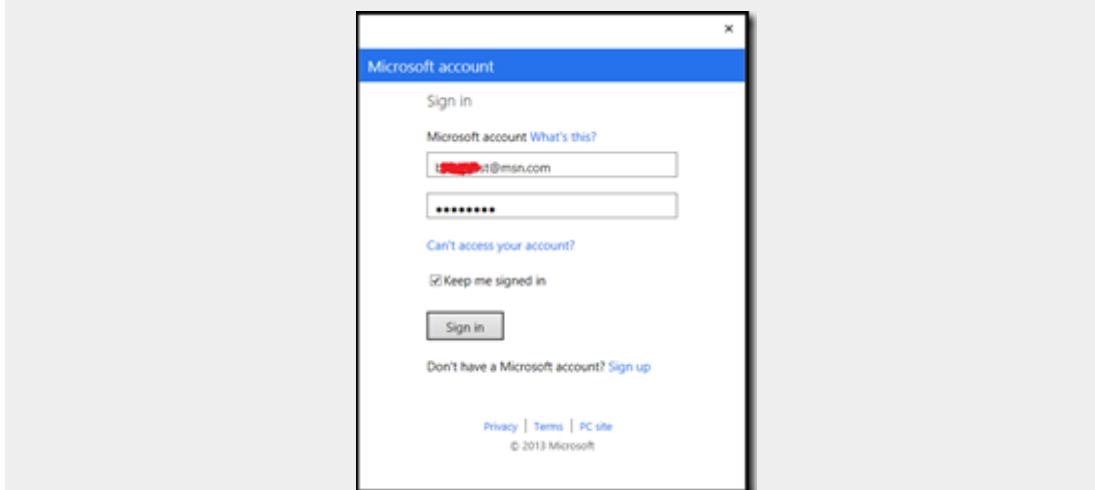 Microsoft account
Sign in
Microsoft account What's this?
st@msn.com
Can't access your account?
Keep me signed in
Sign in
Don't have a Microsoft account? Sign up
Privacy | Terms | PC site
© 2013 Microsoft